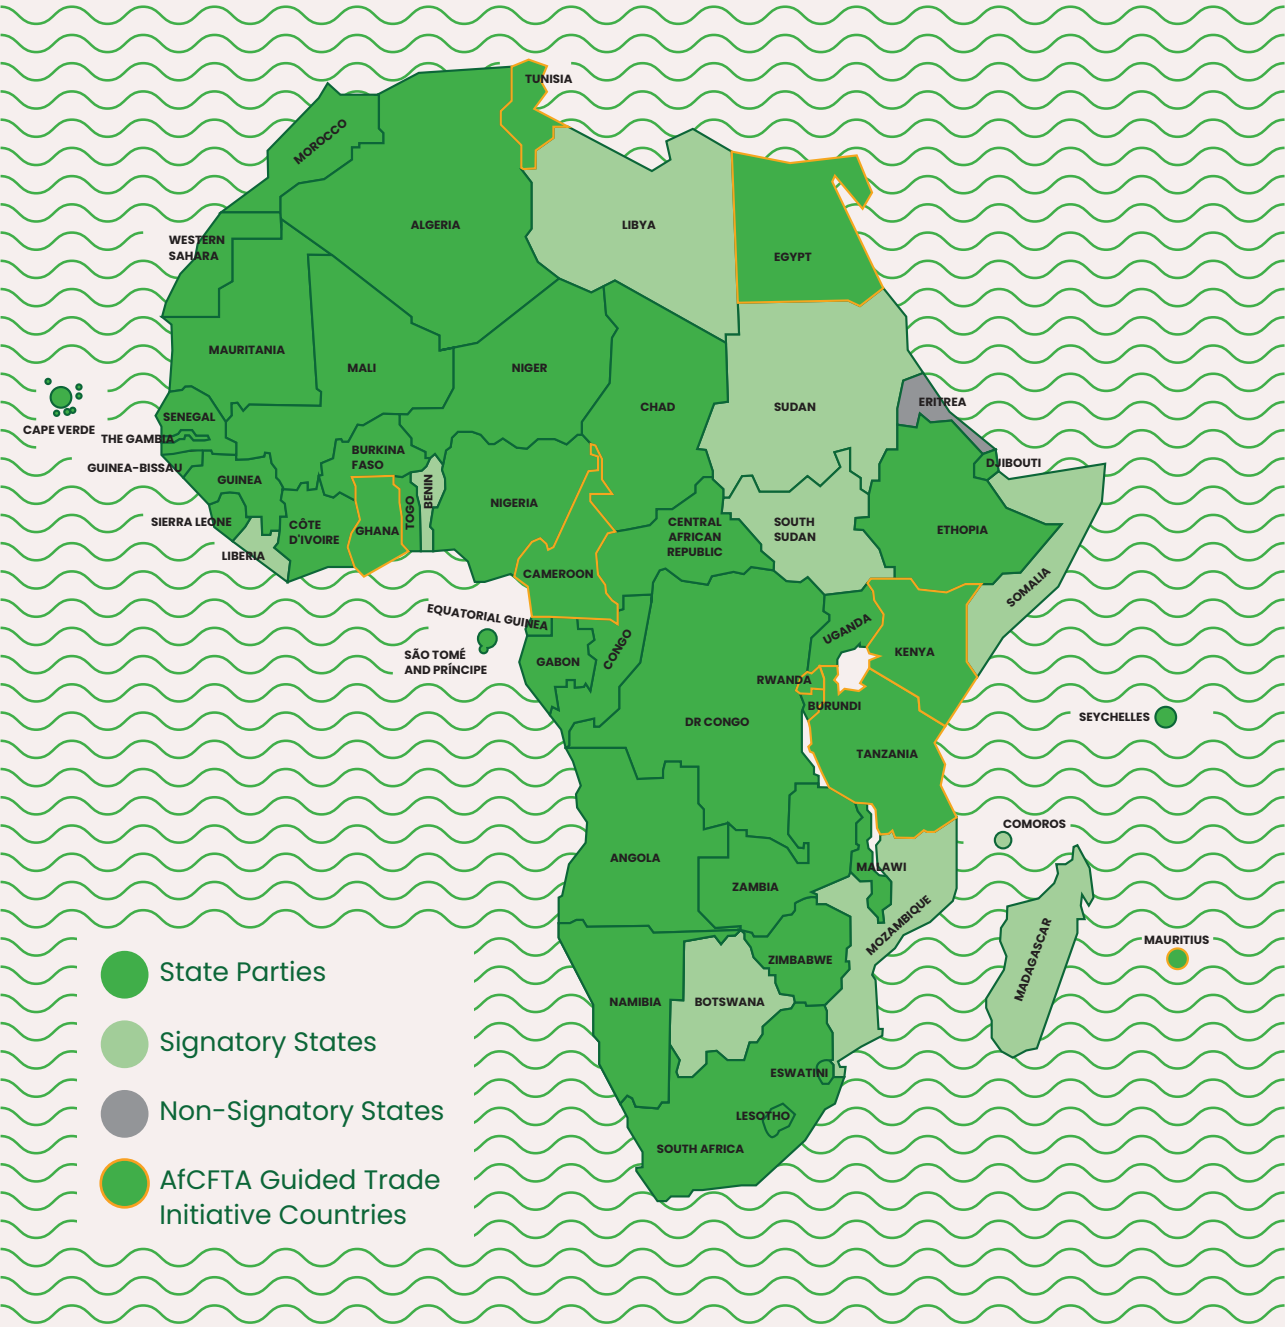 TUNISIA
MOROCCO
ALGERIA
LIBYA
EGYPT
WESTERN
SAHARA
MAURITANIA
MALI
NIGER
CHAD
SUDAN
ERITREA
CAPE VERDE
SENEGAL
THE GAMBIA
GUINEA-BISSAU
GUINEA
SIERRA LEONE
LIBERIA
CÔTE
D'IVOIRE
BURKINA
FASO
GHANA
TOGO
BENIN
NIGERIA
CAMEROON
CENTRAL
AFRICAN
REPUBLIC
SOUTH
SUDAN
DJIBOUTI
ETHOPIA
SOMALIA
EQUATORIAL GUINEA
SÃO TOMÉ
AND PRÍNCIPE
GABON
CONGO
UGANDA
KENYA
RWANDA
BURUNDI
DR CONGO
TANZANIA
SEYCHELLES
COMOROS
ANGOLA
ZAMBIA
MALAWI
MOZAMBIQUE
MADAGASCAR
MAURITIUS
ZIMBABWE
NAMIBIA
BOTSWANA
ESWATINI
LESOTHO
SOUTH AFRICA
State Parties
Signatory States
Non-Signatory States
AfCFTA Guided Trade
Initiative Countries